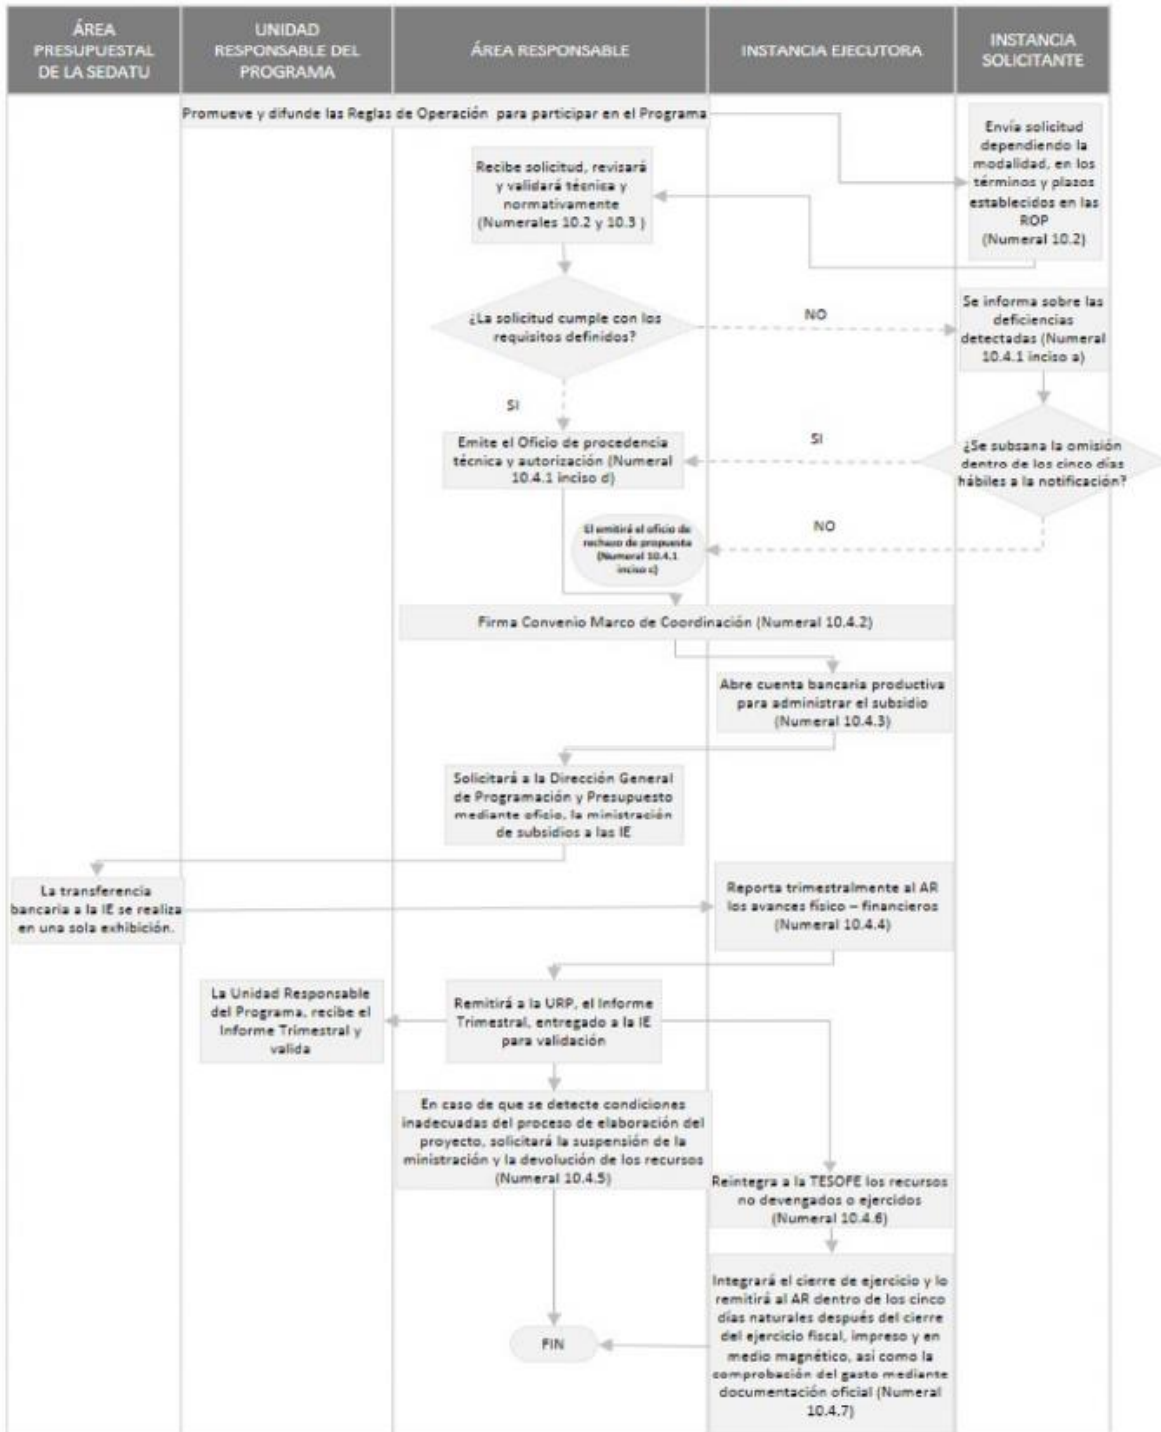 ÁREA
PRESUPUESTAL
DE LA SEDATU
UNIDAD
RESPONSABLE DEL
PROGRAMA
ÁREA RESPONSABLE
INSTANCIA EJECUTORA
INSTANCIA
SOLICITANTE
Promueve y difunde las Reglas de Operación para participar en el Programa
Envía solicitud
dependiendo la
modalidad, en los
términos y plazos
establecidos en las
ROP
(Numeral 10.2)
Recibe solicitud, revisará
y validará técnica y
normativamente
(Numerales 10.2 y 10.3 )
¿La solicitud cumple con los
requisitos definidos?
NO
Se informa sobre las
deficiencias
detectadas (Numeral
10.4.1 inciso a)
SI
Emite el Oficio de procedencia
técnica y autorización (Numeral
10.4.1 inciso d)
SI
¿Se subsana la omisión
dentro de los cinco días
hábiles a la notificación?
El emitirá el oficio de
rechazo de propuesta
(Numeral 10.4.1
inciso c)
NO
Firma Convenio Marco de Coordinación (Numeral 10.4.2)
Abre cuenta bancaria productiva
para administrar el subsidio
(Numeral 10.4.3)
Solicitará a la Dirección General
de Programación y Presupuesto
mediante oficio, la ministración
de subsidios a las IE
La transferencia
bancaria a la IE se realiza
en una sola exhibición.
Reporta trimestralmente al AR
los avances físico – financieros
(Numeral 10.4.4)
La Unidad Responsable
del Programa, recibe el
Informe Trimestral y
valida
Remitirá a la URP, el Informe
Trimestral, entregado a la IE
para validación
En caso de que se detecte condiciones
inadecuadas del proceso de elaboración del
proyecto, solicitará la suspensión de la
ministración y la devolución de los recursos
(Numeral 10.4.5)
Reintegra a la TESOFE los recursos
no devengados o ejercidos
(Numeral 10.4.6)
Integrará el cierre de ejercicio y lo
remitirá al AR dentro de los cinco
días naturales después del cierre
del ejercicio fiscal, impreso y en
medio magnético, así como la
comprobación del gasto mediante
documentación oficial (Numeral
10.4.7)
FIN